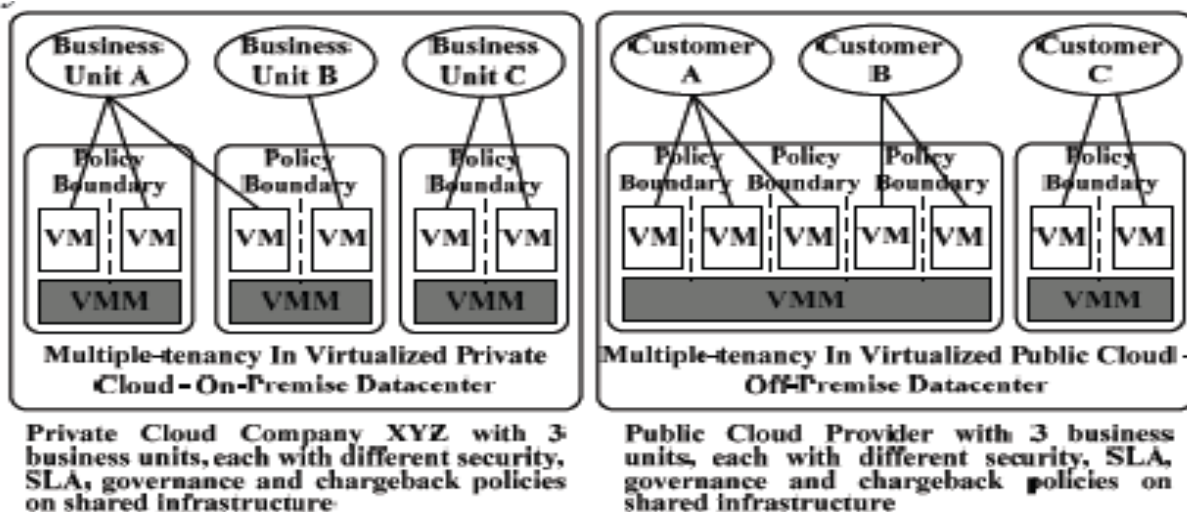 Business
Unit A
Business
Unit B
Business
Unit C
Policy
Boundary
Policy
Boundary
Policy
Boundary
VM
VM
VM
VM
VM
VM
VMM
VMM
VMM
Multiple-tenancy In Virtualized Private
Cloud - On-Premise Datacenter
Private Cloud Company XYZ with 3
business units, each with different security,
SLA, governance and chargeback policies
on shared infrastructure
Customer
A
Customer
B
Customer
C
Policy
Boundary
Policy
Boundary
Policy
Boundary
Policy
Boundary
VM
VM
VM
VM
VM
VM
VM
VMM
VMM
Multiple-tenancy In Virtualized Public Cloud -
Off-Premise Datacenter
Public Cloud Provider with 3 business
units, each with different security, SLA,
governance and chargeback policies on
shared infrastructure